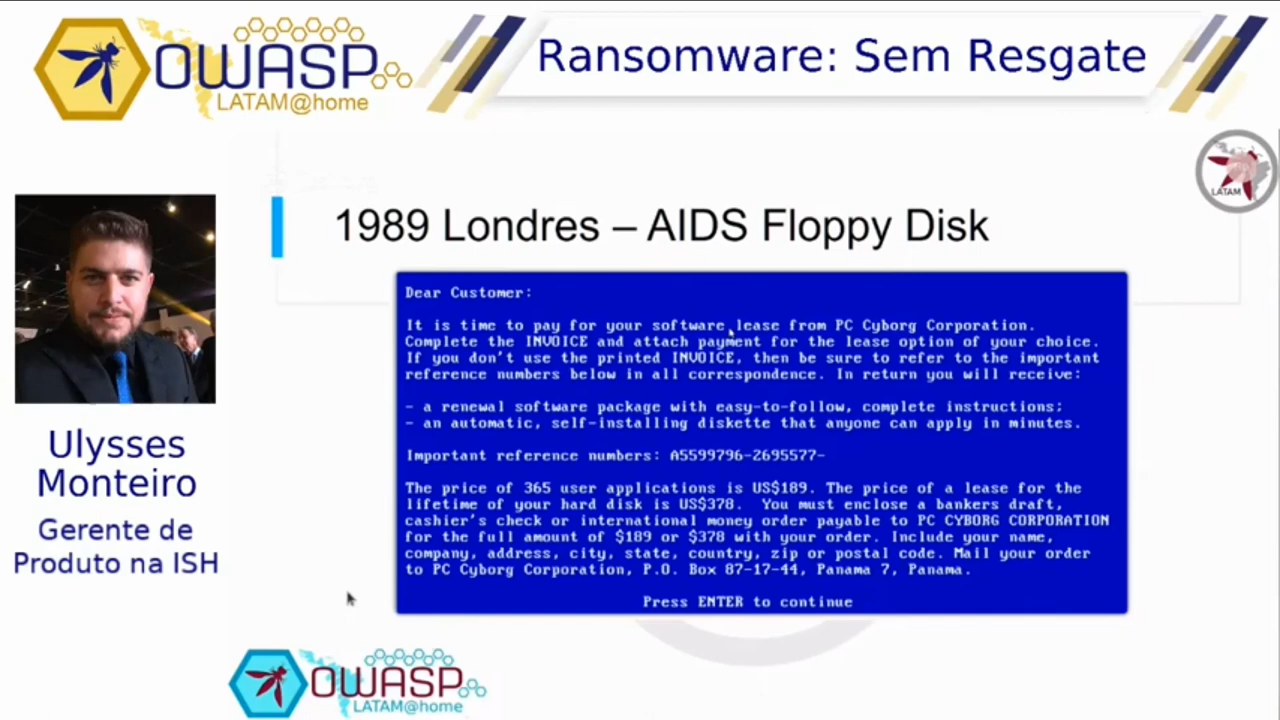 OWASP
LATAM@home
Ransomware: Sem Resgate
LATAM
1989 Londres – AIDS Floppy Disk
Dear Customer:
It is time to pay for your software lease from PC Cyborg Corporation.
Complete the INVOICE and attach payment for the lease option of your choice.
If you don't use the printed INVOICE, then be sure to refer to the important
reference numbers below in all correspondence. In return you will receive:
- a renewal software package with easy-to-follow, complete instructions;
- an automatic, self-installing diskette that anyone can apply in minutes.
Important reference numbers: A5599796-2695577-
The price of 365 user applications is US$189. The price of a lease for the
lifetime of your hard disk is US$378. You must enclose a bankers draft,
cashier's check or international money order payable to PC CYBORG CORPORATION
for the full amount of $189 or $378 with your order. Include your name,
company, address, city, state, country, zip or postal code. Mail your order
to PC Cyborg Corporation, P.O. Box 87-17-44, Panama 7, Panama.
Press ENTER to continue
Ulysses
Monteiro
Gerente de
Produto na ISH
OWASP
LATAM@home